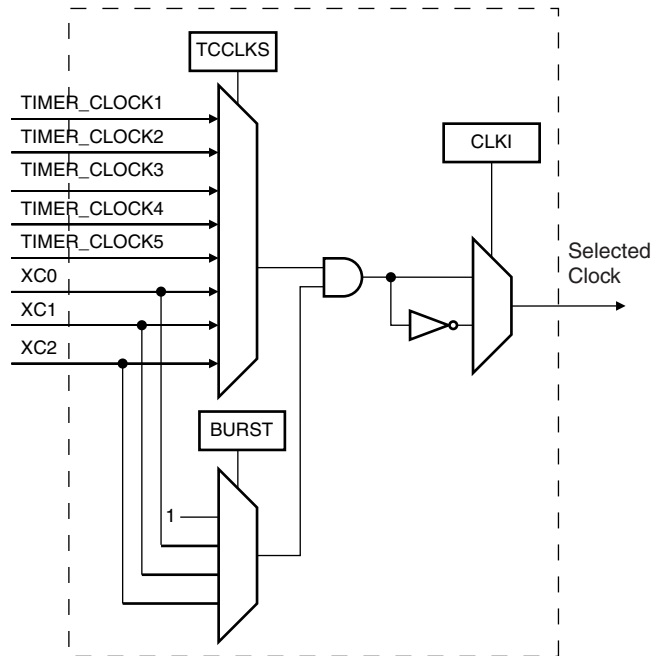 TCCLKS
TIMER_CLOCK1
TIMER_CLOCK2
TIMER_CLOCK3
TIMER_CLOCK4
TIMER_CLOCK5
XC0
XC1
XC2
CLKI
Selected
Clock
BURST
1